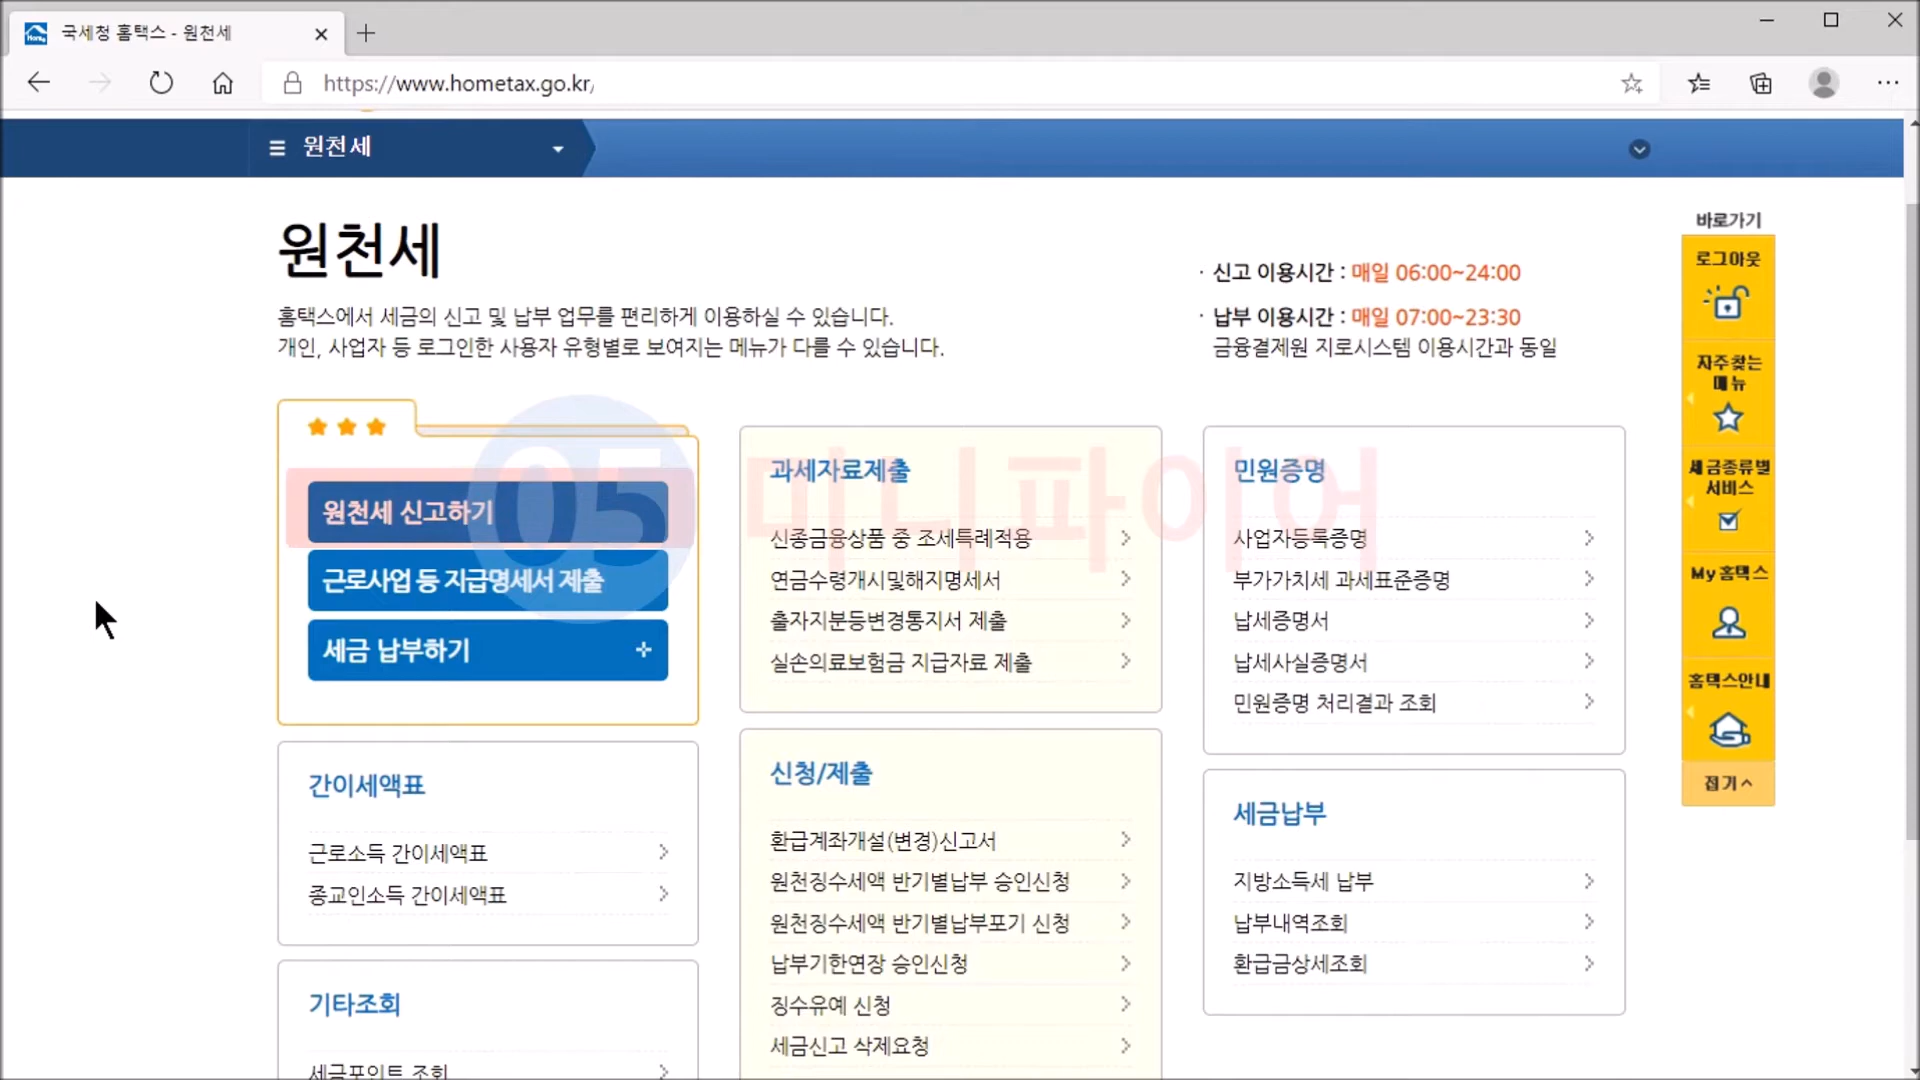 국세청 홈택스 - 원천세
https://www.hometax.go.kr/
원천세
원천세
홈택스에서 세금의 신고 및 납부 업무를 편리하게 이용하실 수 있습니다.
개인, 사업자 등 로그인한 사용자 유형별로 보여지는 메뉴가 다를 수 있습니다.
· 신고 이용시간 : 매일 06:00~24:00
· 납부 이용시간 : 매일 07:00~23:30
금융결제원 지로시스템 이용시간과 동일
원천세 신고하기
근로사업 등 지급명세서 제출
세금 납부하기
05 미니파이어
간이세액표
근로소득 간이세액표
종교인소득 간이세액표
기타조회
세금포인트 조회
과세자료제출
신종금융상품 중 조세특례적용
연금수령개시및해지명세서
출자지분등변경통지서 제출
실손의료보험금 지급자료 제출
신청/제출
환급계좌개설(변경)신고서
원천징수세액 반기별납부 승인신청
원천징수세액 반기별납부포기 신청
납부기한연장 승인신청
징수유예 신청
세금신고 삭제요청
민원증명
사업자등록증명
부가가치세 과세표준증명
납세증명서
납세사실증명서
민원증명 처리결과 조회
세금납부
지방소득세 납부
납부내역조회
환급금상세조회
바로가기
로그아웃
자주찾는
메뉴
세금종류별
서비스
My홈택스
홈택스안내
접기